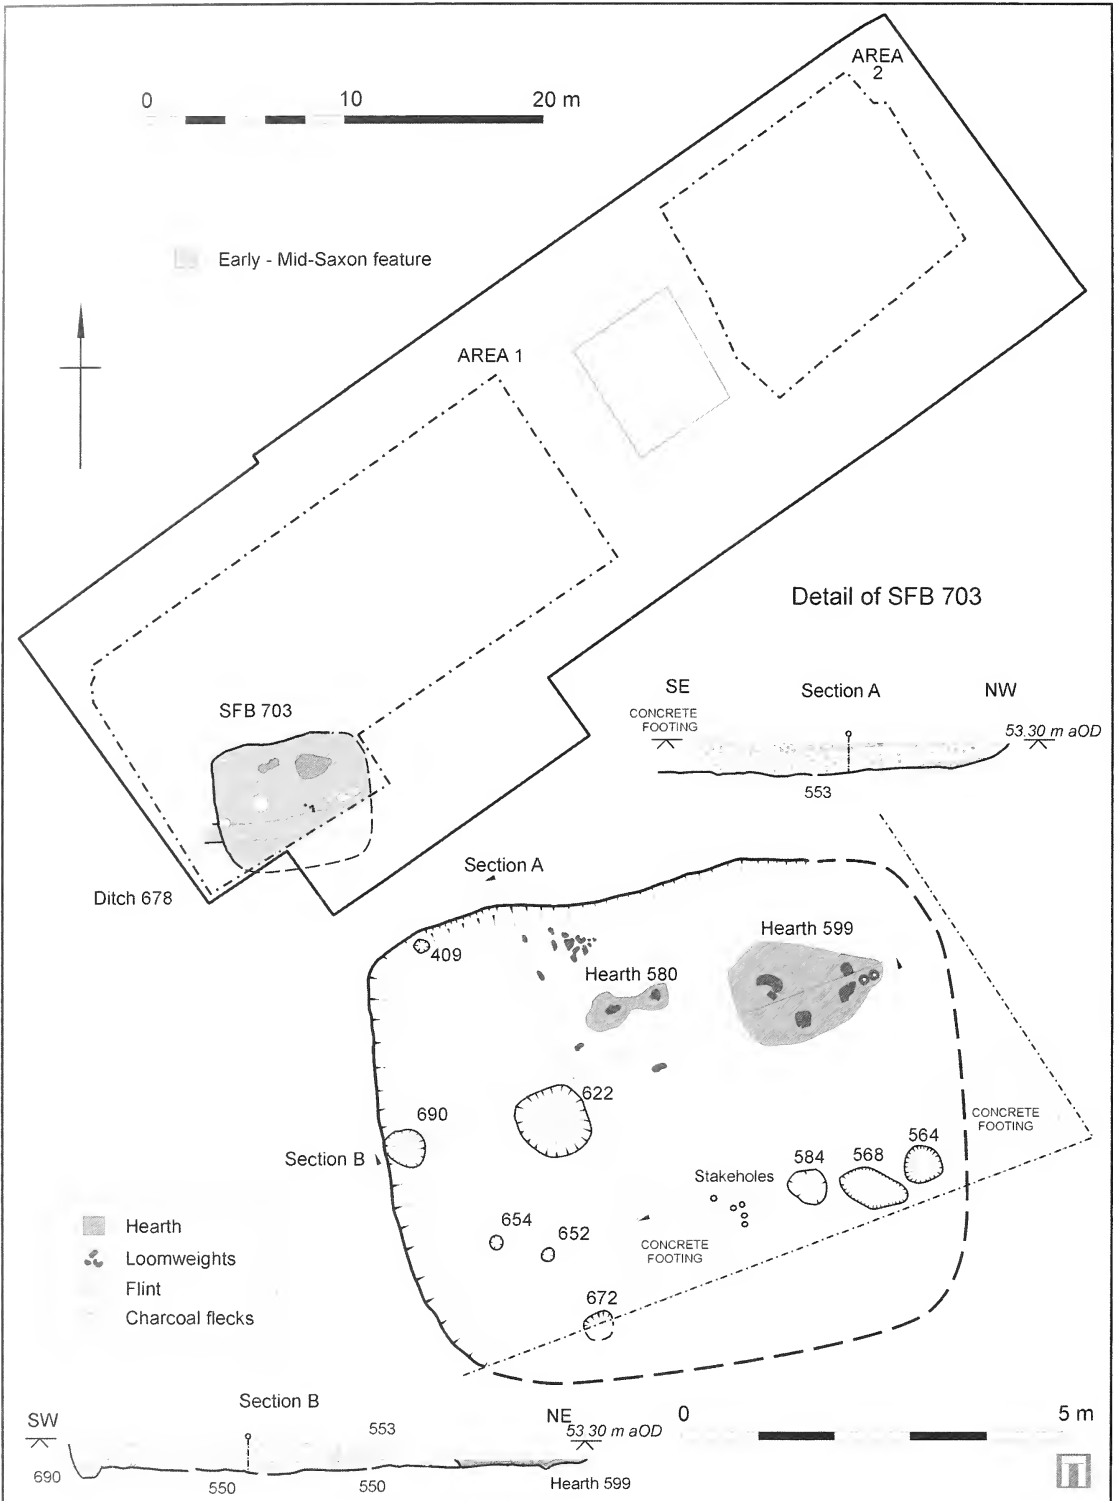 AREA
2
0 10 20 m
Early - Mid-Saxon feature
AREA 1
Detail of SFB 703
SE Section A NW
CONCRETE
FOOTING
53.30 m aOD
553
SFB 703
Ditch 678
Section A
409
Hearth 599
Hearth 580
622
690
CONCRETE
FOOTING
564
568
584
Section B
Stakeholes
654
652
CONCRETE
FOOTING
672
Hearth
Loomweights
Flint
Charcoal flecks
Section B
SW NE
553
53.30 m aOD
690
550
550
Hearth 599
0 5 m